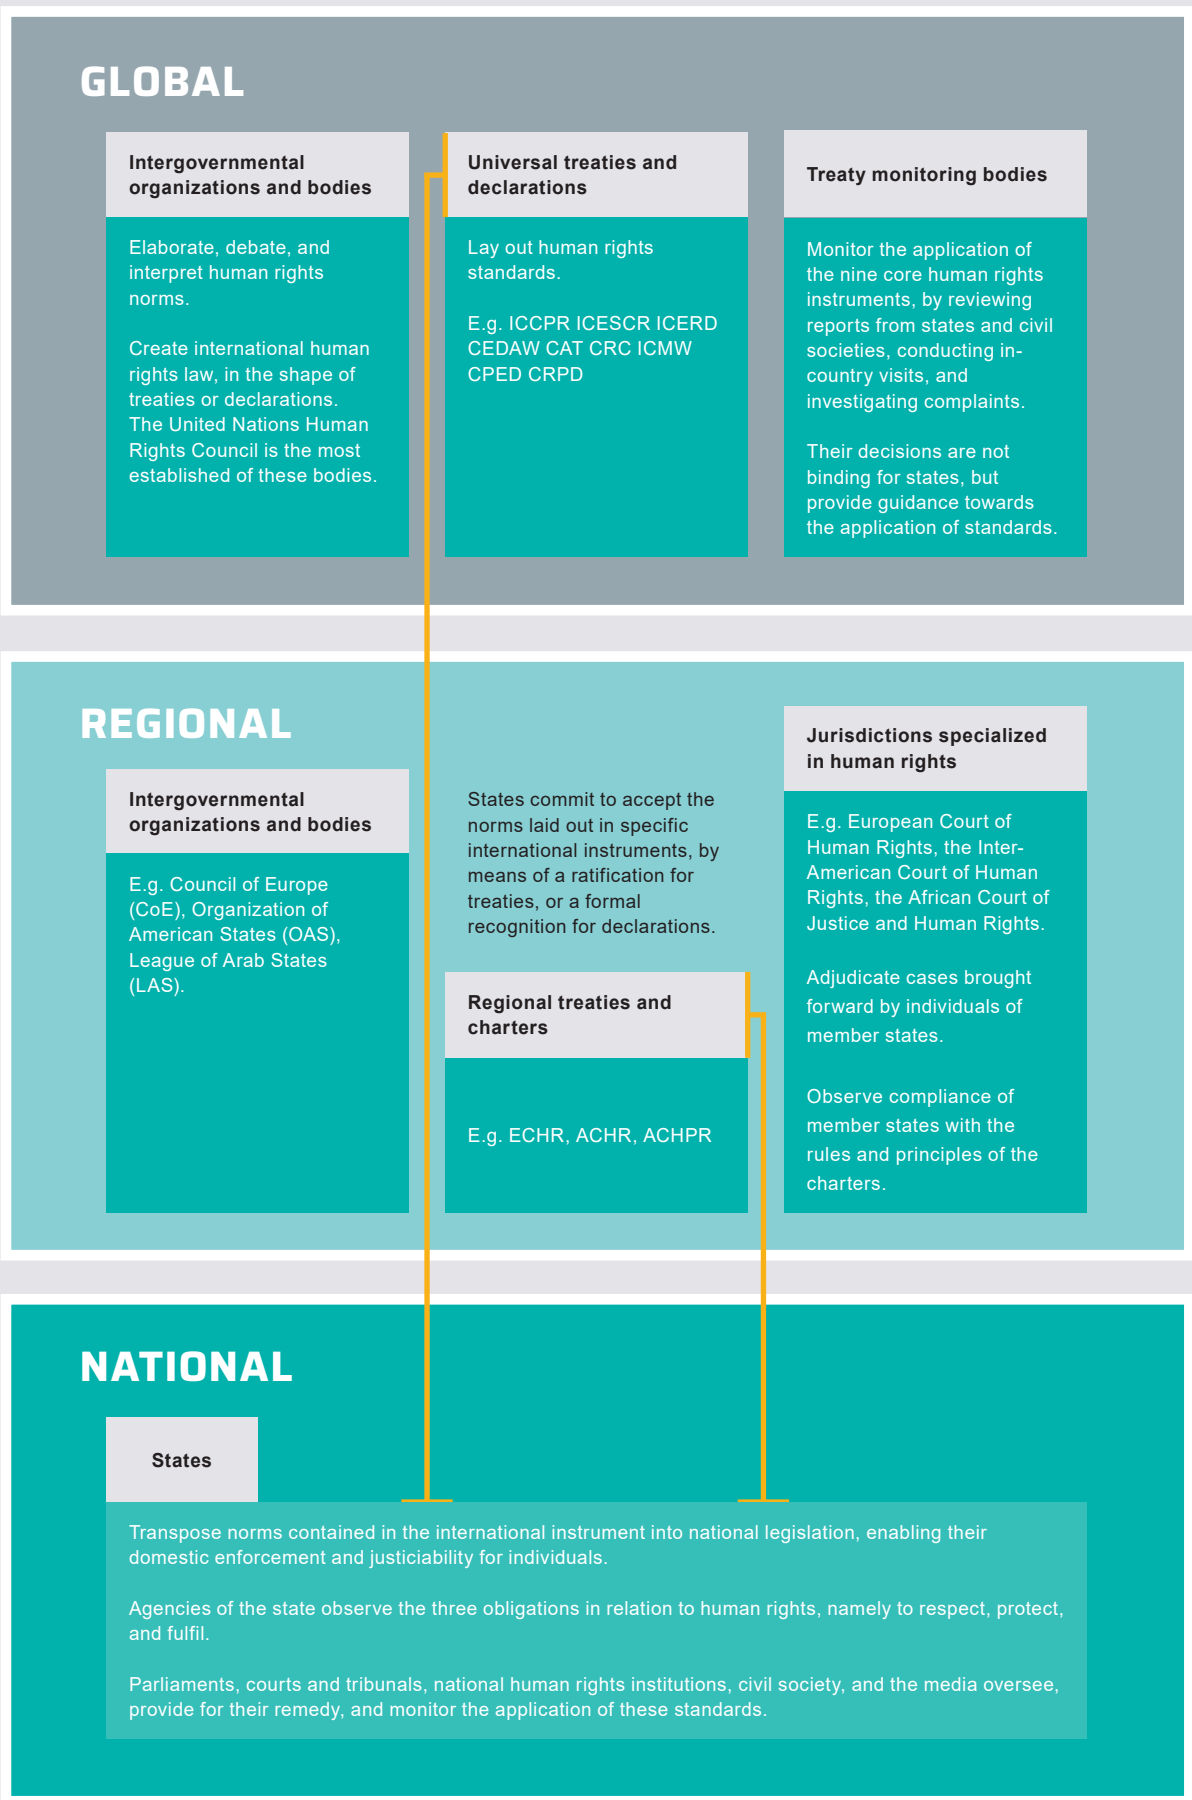 GLOBAL
Intergovernmental
organizations and bodies
Elaborate, debate, and
interpret human rights
norms.
Create international human
rights law, in the shape of
treaties or declarations.
The United Nations Human
Rights Council is the most
established of these bodies.
Universal treaties and
declarations
Lay out human rights
standards.
E.g. ICCPR ICESCR ICERD
CEDAW CAT CRC ICMW
CPED CRPD
Treaty monitoring bodies
Monitor the application of
the nine core human rights
instruments, by reviewing
reports from states and civil
societies, conducting in-
country visits, and
investigating complaints.
Their decisions are not
binding for states, but
provide guidance towards
the application of standards.
REGIONAL
Intergovernmental
organizations and bodies
E.g. Council of Europe
(CoE), Organization of
American States (OAS),
League of Arab States
(LAS).
States commit to accept the
norms laid out in specific
international instruments, by
means of a ratification for
treaties, or a formal
recognition for declarations.
Regional treaties and
charters
E.g. ECHR, ACHR, ACHPR
Jurisdictions specialized
in human rights
E.g. European Court of
Human Rights, the Inter-
American Court of Human
Rights, the African Court of
Justice and Human Rights.
Adjudicate cases brought
forward by individuals of
member states.
Observe compliance of
member states with the
rules and principles of the
charters.
NATIONAL
States
Transpose norms contained in the international instrument into national legislation, enabling their
domestic enforcement and justiciability for individuals.
Agencies of the state observe the three obligations in relation to human rights, namely to respect, protect,
and fulfil.
Parliaments, courts and tribunals, national human rights institutions, civil society, and the media oversee,
provide for their remedy, and monitor the application of these standards.